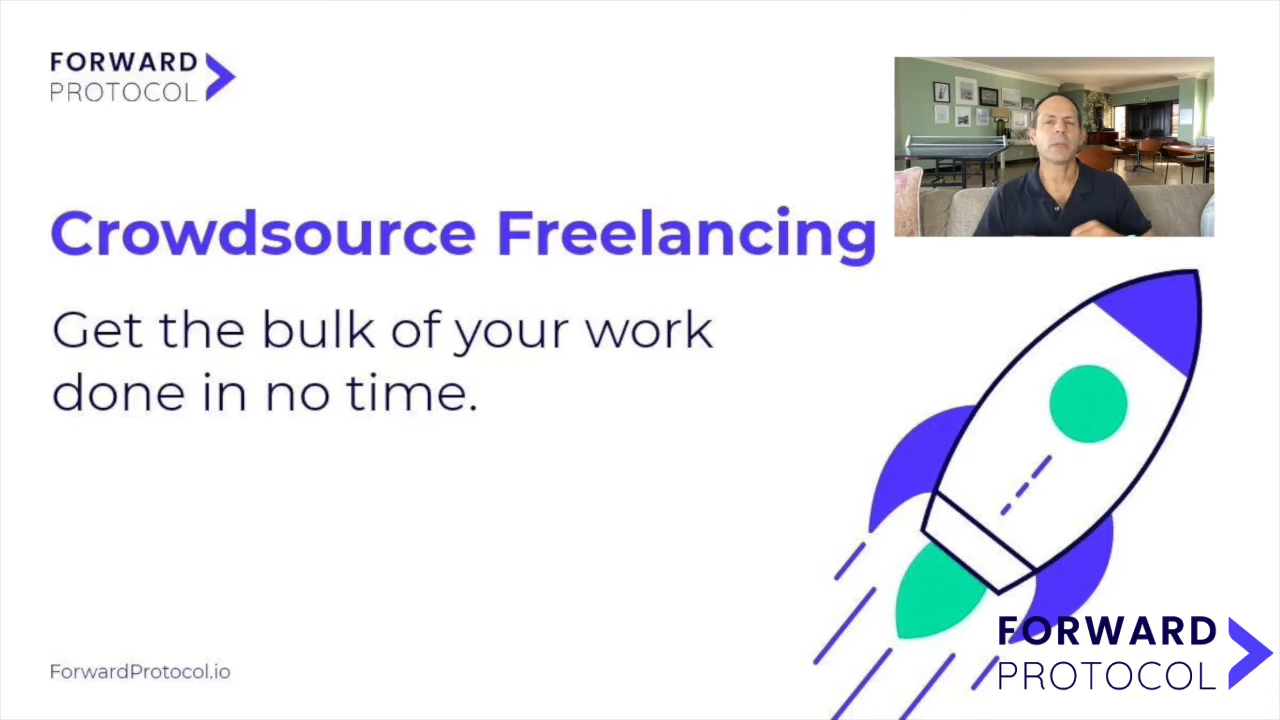 FORWARD
PROTOCOL
Crowdsource Freelancing
Get the bulk of your work
done in no time.
ForwardProtocol.io
FORWARD
PROTOCOL